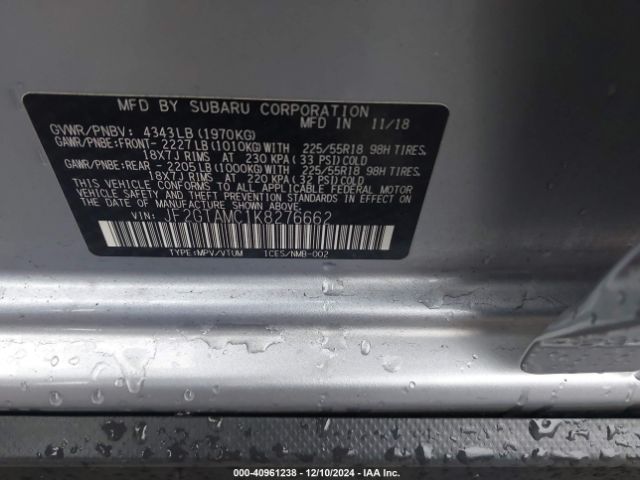 MFD BY SUBARU CORPORATION
GVWR/PNBV: 4343LB(1970KG) MFD IN 11/18
GAWR/PNBE:FRONT-2227LB(1010KG)WITH 225/55R18 98H TIRES.
18X7J RIMS AT 230 KPA(33 PSI)COLD
GAWR/PNBE:REAR -2205LB(1000KG)WITH 225/55R18 98H TIRES.
18X7J RIMS AT 220 KPA(32 PSI)COLD
THIS VEHICLE CONFORMS TO ALL APPLICABLE FEDERAL MOTOR
VEHICLE SAFETY AND THEFT PREVENTION STANDARDS IN EFFECT ON
THE DATE OF MANUFACTURE SHOWN ABOVE.
VIN: JF2GTAMC1K8276662
TYPE:MPV/VTUM ICES/NMB-002
000-40961238 - 12/10/2024 - IAA Inc.